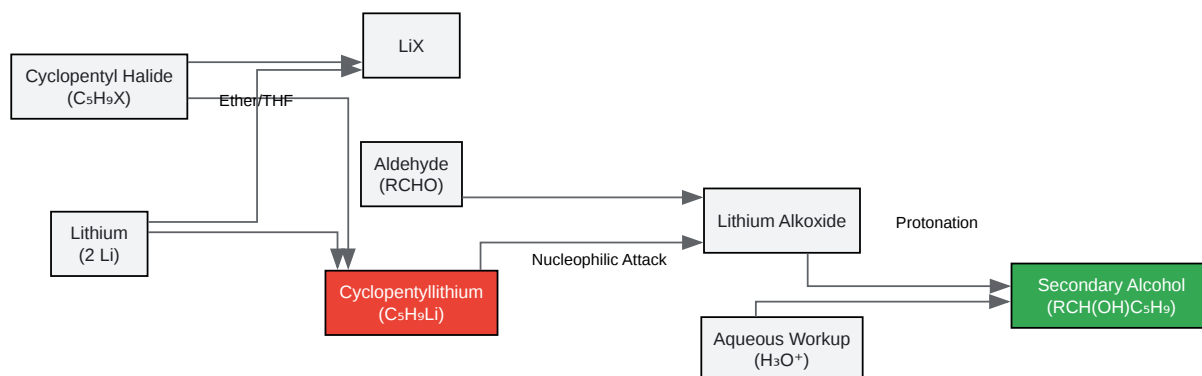 LiX
Cyclopentyl Halide
(C₅H₉X)
Ether/THF
Aldehyde
(RCHO)
Lithium Alkoxide
Protonation
Lithium
(2 Li)
Nucleophilic Attack
Cyclopentyllithium
(C₅H₉Li)
Secondary Alcohol
(RCH(OH)C₅H₉)
Aqueous Workup
(H₃O⁺)